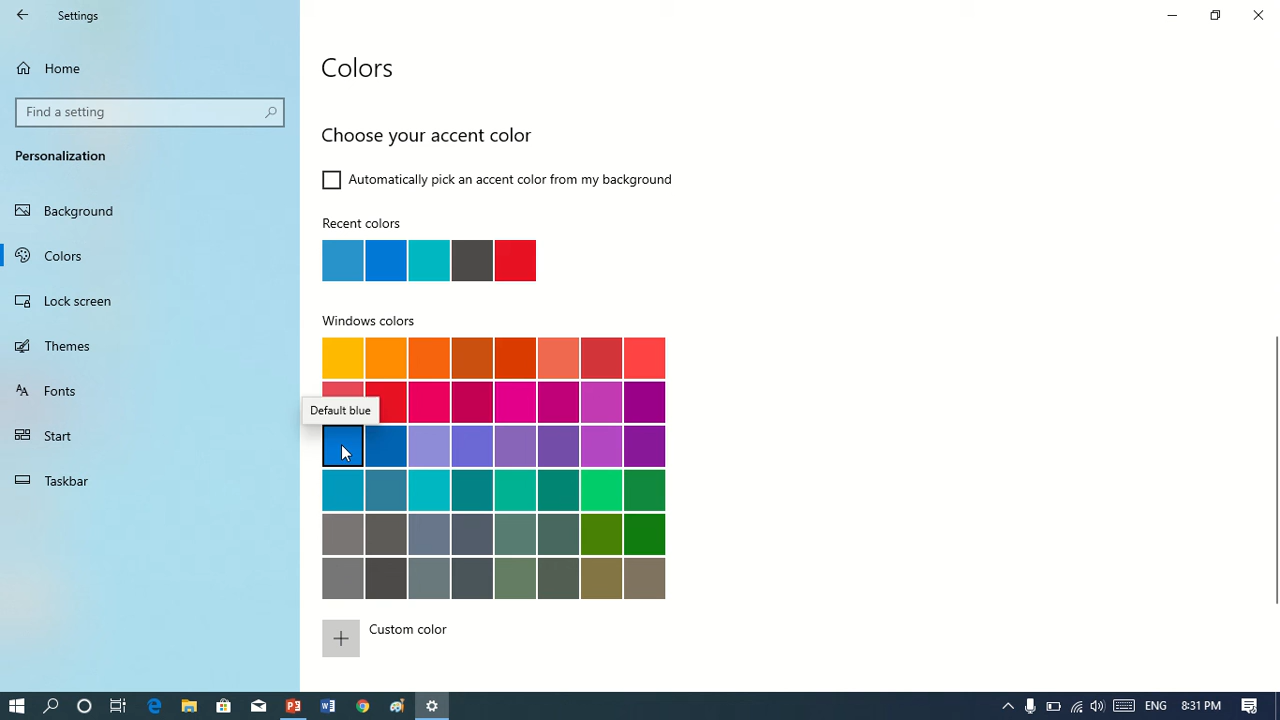 Settings
Home
Find a setting
Personalization
Background
Colors
Lock screen
Themes
Fonts
Start
Taskbar
Colors
Choose your accent color
Automatically pick an accent color from my background
Recent colors
Windows colors
Default blue
Custom color
ENG 8:31 PM